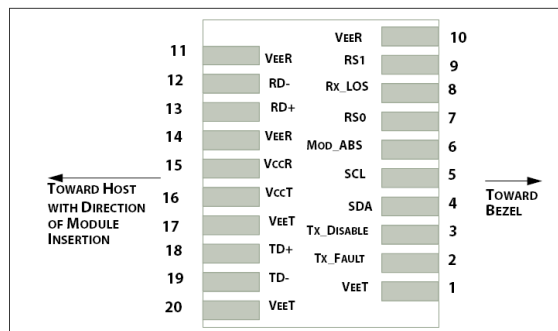 11 VEER
12 RD-
13 RD+
14 VEER
15 VCCR
16 VCCT
17 VEET
18 TD+
19 TD-
20 VEET
VEER 10
RS1 9
RX_LOS 8
RS0 7
MOD_ABS 6
SCL 5
SDA 4
TX_DISABLE 3
TX_FAULT 2
VEET 1
TOWARD HOST
WITH DIRECTION
OF MODULE
INSERTION
TOWARD
BEZEL